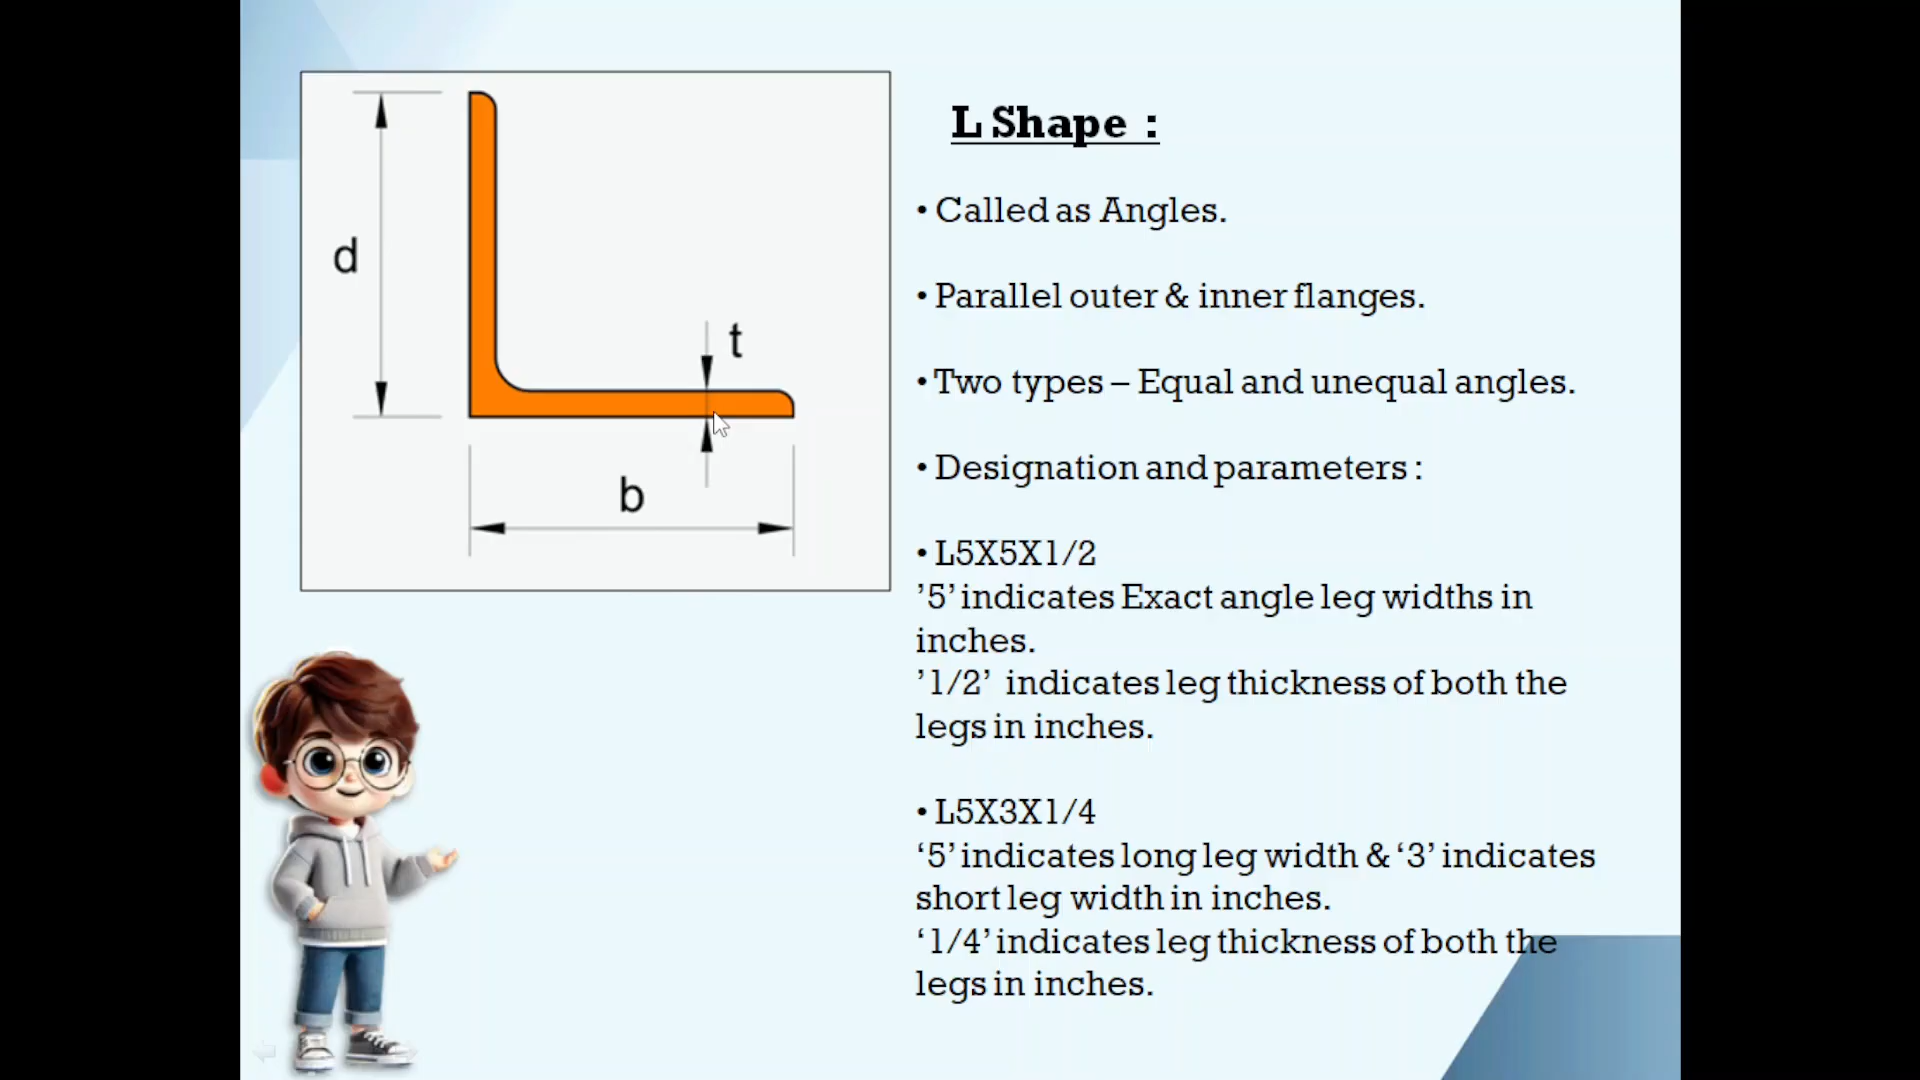 d
t
b
L Shape :
• Called as Angles.
• Parallel outer & inner flanges.
• Two types – Equal and unequal angles.
• Designation and parameters :
• L5X5X1/2
’5’ indicates Exact angle leg widths in
inches.
’1/2’ indicates leg thickness of both the
legs in inches.
• L5X3X1/4
‘5’ indicates long leg width & ‘3’ indicates
short leg width in inches.
‘1/4’ indicates leg thickness of both the
legs in inches.